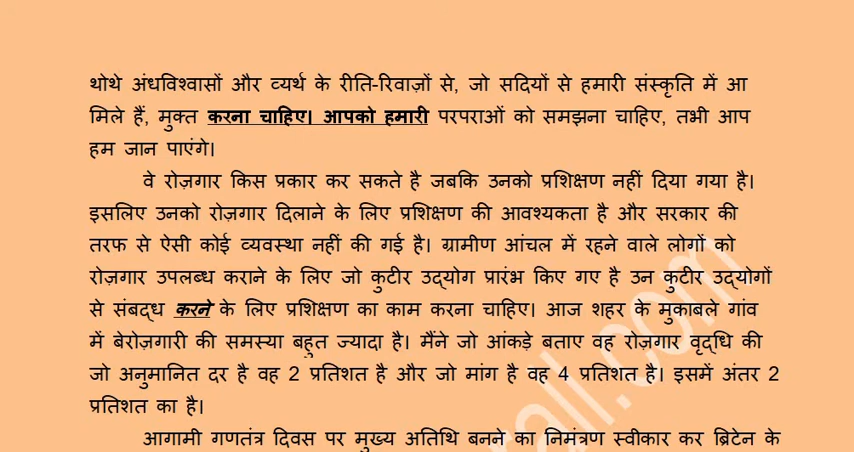 थोथे अंधविश्वासों और व्यर्थ के रीति-रिवाज़ों से, जो सदियों से हमारी संस्कृति में आ
मिले हैं, मुक्त करना चाहिए। आपको हमारी परपराओं को समझना चाहिए, तभी आप
हम जान पाएंगे।
वे रोज़गार किस प्रकार कर सकते है जबकि उनको प्रशिक्षण नहीं दिया गया है।
इसलिए उनको रोज़गार दिलाने के लिए प्रशिक्षण की आवश्यकता है और सरकार की
तरफ से ऐसी कोई व्यवस्था नहीं की गई है। ग्रामीण आंचल में रहने वाले लोगों को
रोज़गार उपलब्ध कराने के लिए जो कुटीर उद्योग प्रारंभ किए गए है उन कुटीर उद्योगों
से संबद्ध करने के लिए प्रशिक्षण का काम करना चाहिए। आज शहर के मुकाबले गांव
में बेरोज़गारी की समस्या बहुत ज्यादा है। मैंने जो आंकड़े बताए वह रोज़गार वृद्धि की
जो अनुमानित दर है वह 2 प्रतिशत है और जो मांग है वह 4 प्रतिशत है। इसमें अंतर 2
प्रतिशत का है।
आगामी गणतंत्र दिवस पर मुख्य अतिथि बनने का निमंत्रण स्वीकार कर ब्रिटेन के